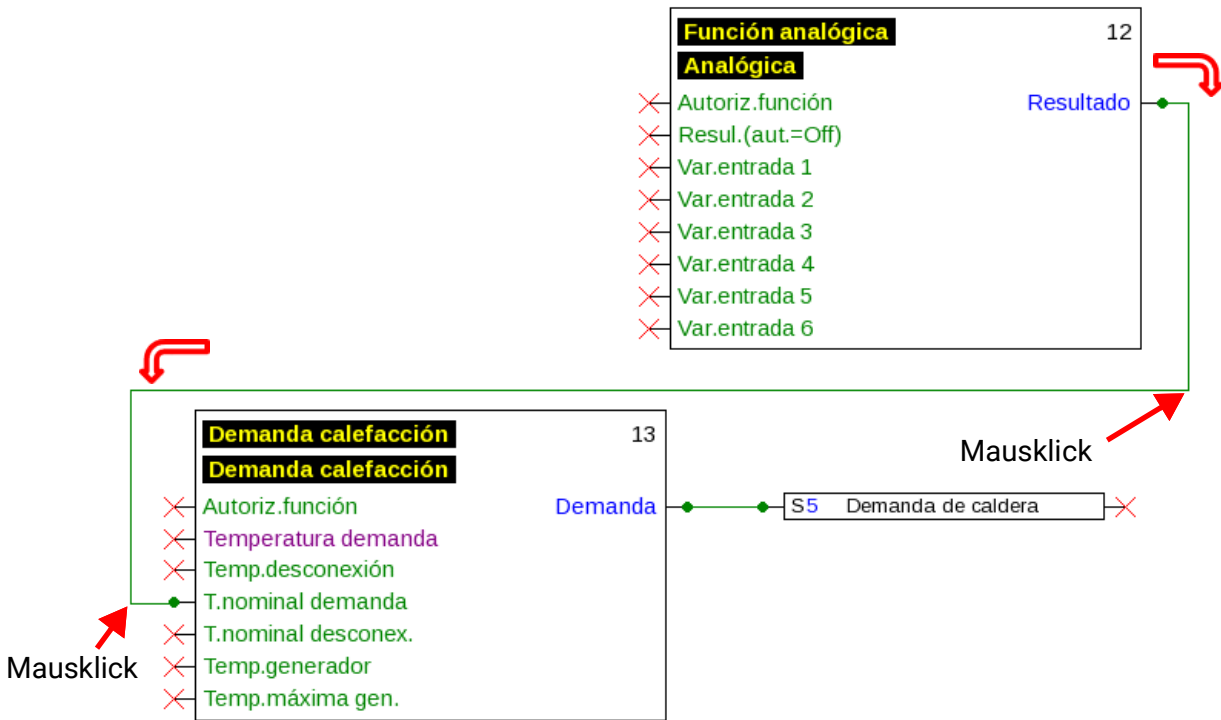 Función analógica 12
Analógica
Autoriz.función Resultado
Resul.(aut.=Off)
Var.entrada 1
Var.entrada 2
Var.entrada 3
Var.entrada 4
Var.entrada 5
Var.entrada 6
Mausklick
Demanda calefacción 13
Demanda calefacción
Autoriz.función Demanda
S5 Demanda de caldera
Temperatura demanda
Temp.desconexión
T.nominal demanda
T.nominal desconex.
Temp.generador
Temp.máxima gen.
Mausklick